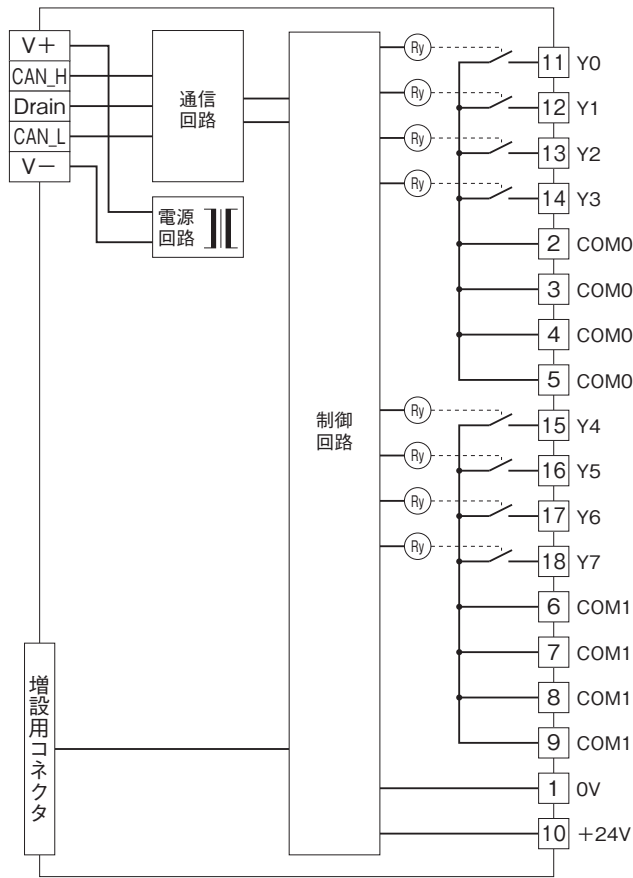 V＋
CAN_H
Drain
CAN_L
V－
通信
回路
電源
回路
制御
回路
増設用コネクタ
Ry
11 Y0
Ry
12 Y1
Ry
13 Y2
Ry
14 Y3
2 COM0
3 COM0
4 COM0
5 COM0
Ry
15 Y4
Ry
16 Y5
Ry
17 Y6
Ry
18 Y7
6 COM1
7 COM1
8 COM1
9 COM1
1 0V
10 ＋24V